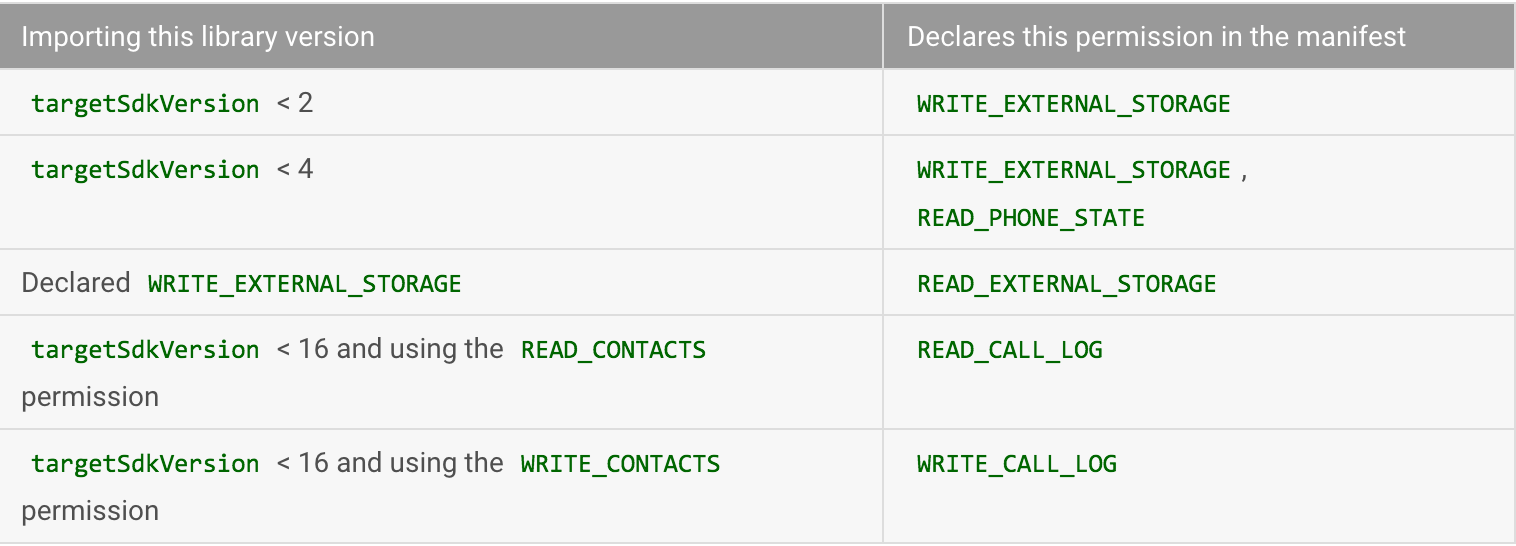 Importing this library version Declares this permission in the manifest
targetSdkVersion < 2 WRITE_EXTERNAL_STORAGE
targetSdkVersion < 4 WRITE_EXTERNAL_STORAGE ,
READ_PHONE_STATE
Declared WRITE_EXTERNAL_STORAGE READ_EXTERNAL_STORAGE
targetSdkVersion < 16 and using the READ_CONTACTS READ_CALL_LOG
permission
targetSdkVersion < 16 and using the WRITE_CONTACTS WRITE_CALL_LOG
permission